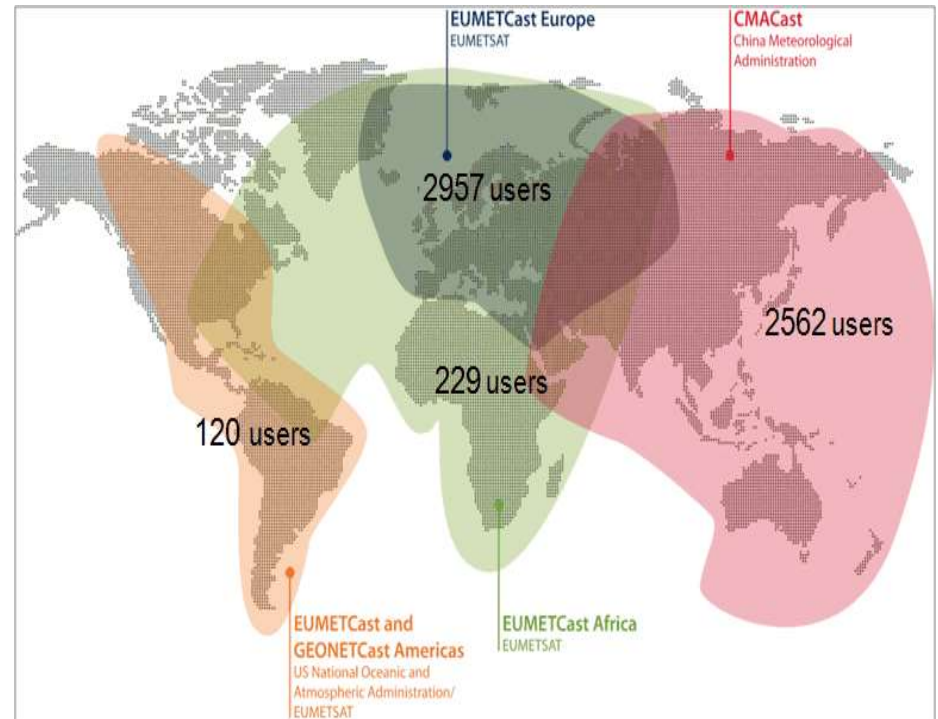 EUMETCast Europe
EUMETSAT
CMACast
China Meteorological
Administration
2957 users
2562 users
229 users
120 users
EUMETCast and
GEONETCast Americas
US National Oceanic and
Atmospheric Administration/
EUMETSAT
EUMETCast Africa
EUMETSAT